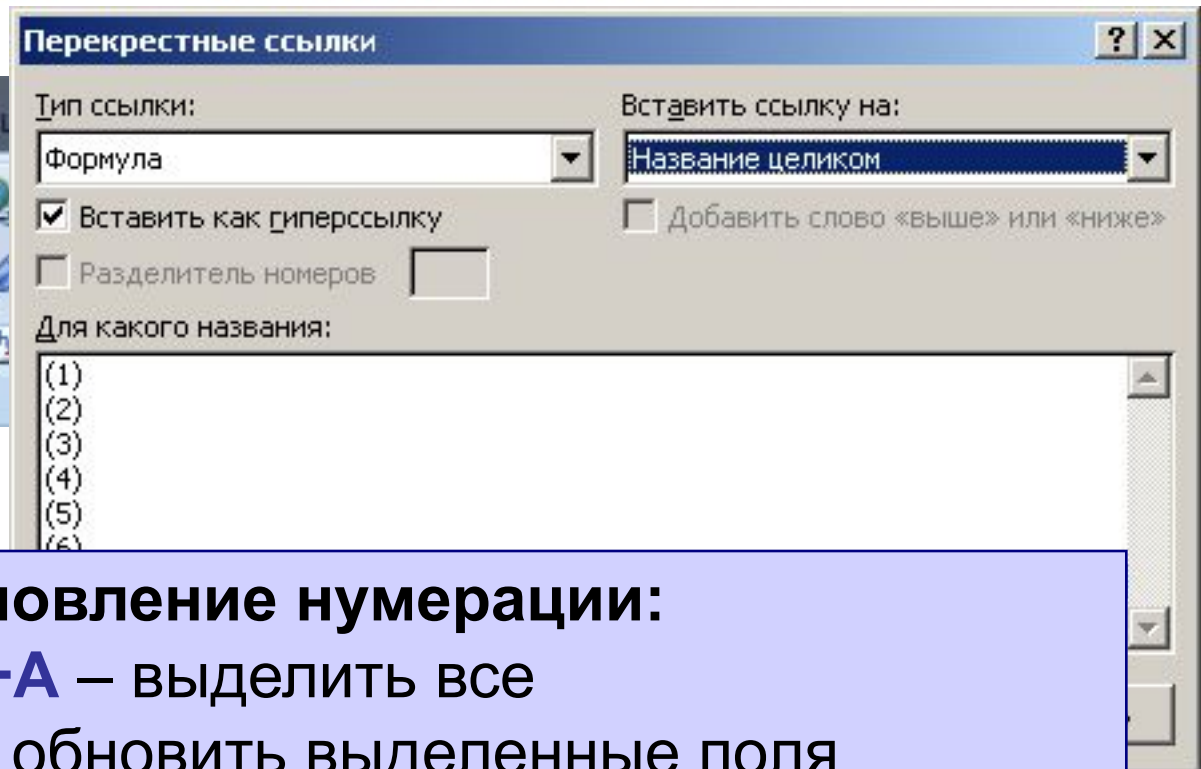 Перекрестные ссылки
Тип ссылки:
Вставить ссылку на:
Формула
Название целиком
Вставить как гиперссылку
Добавить слово «выше» или «ниже»
Разделитель номеров
Для какого названия:
(1)
(2)
(3)
(4)
(5)
(6)
новление нумерации:
+A – выделить все
обновить выделенные поля